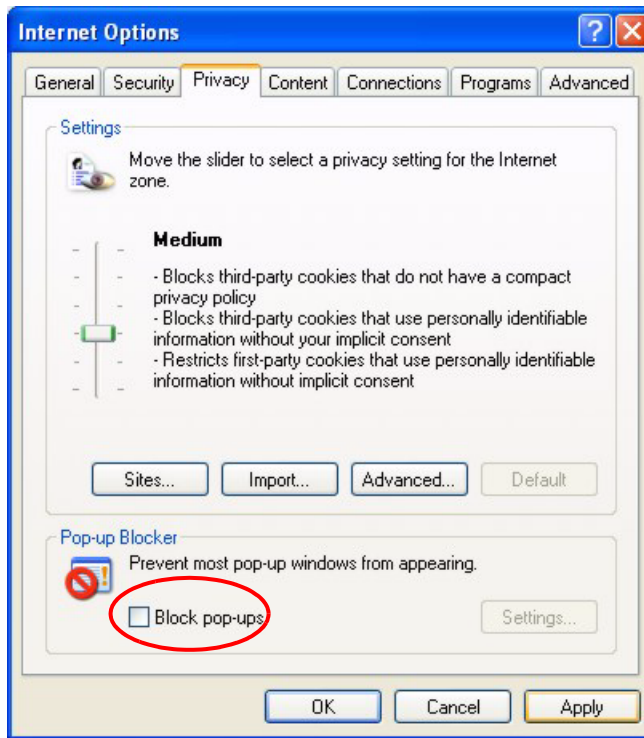 Internet Options
General Security Privacy Content Connections Programs Advanced
Settings
Move the slider to select a privacy setting for the Internet
zone.
Medium
- Blocks third-party cookies that do not have a compact
privacy policy
- Blocks third-party cookies that use personally identifiable
information without your implicit consent
- Restricts first-party cookies that use personally identifiable
information without implicit consent
Sites... Import... Advanced... Default
Pop-up Blocker
Prevent most pop-up windows from appearing.
Block pop-ups Settings...
OK Cancel Apply